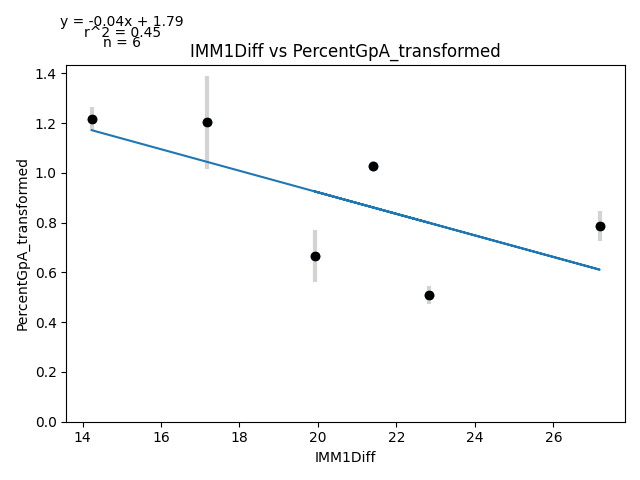 y = -0.04x + 1.79
r^2 = 0.45
n = 6
IMM1Diff vs PercentGpA_transformed
1.4
1.2
1.0
0.8
0.6
0.4
0.2
0.0
PercentGpA_transformed
14
16
18
20
22
24
26
IMM1Diff